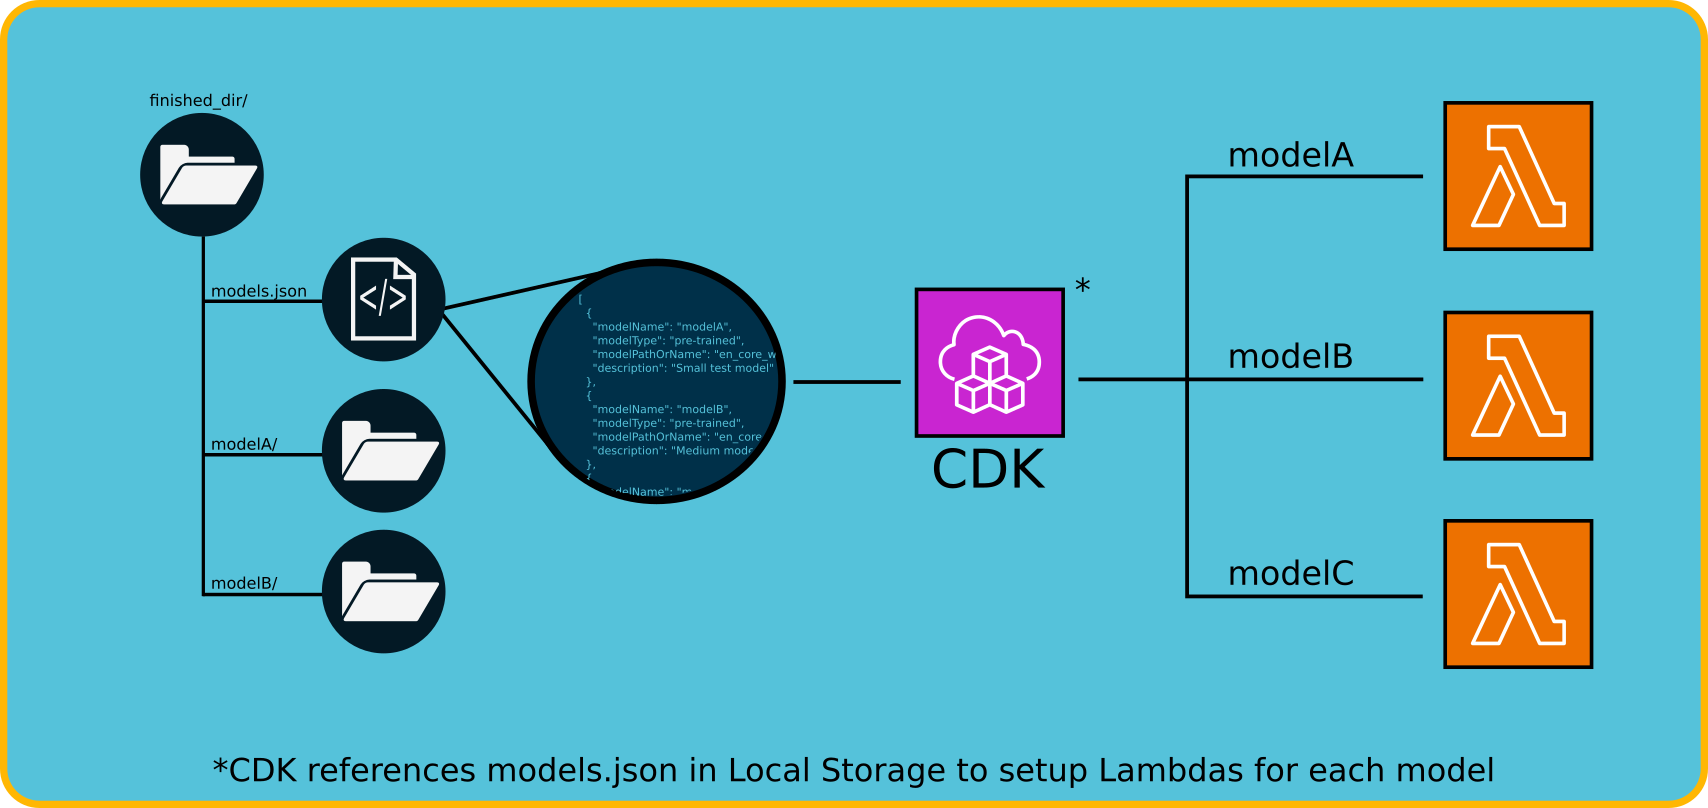 finished_dir/
models.json
modelA/
modelB/
[
{
"modelName": "modelA",
"modelType": "pre-trained",
"modelPathOrName": "en_core_w
"description": "Small test model"
},
{
"modelName": "modelB",
"modelType": "pre-trained",
"modelPathOrName": "en_core
"description": "Medium mode
},
{
CDK
*
modelA
modelB
modelC
*CDK references models.json in Local Storage to setup Lambdas for each model